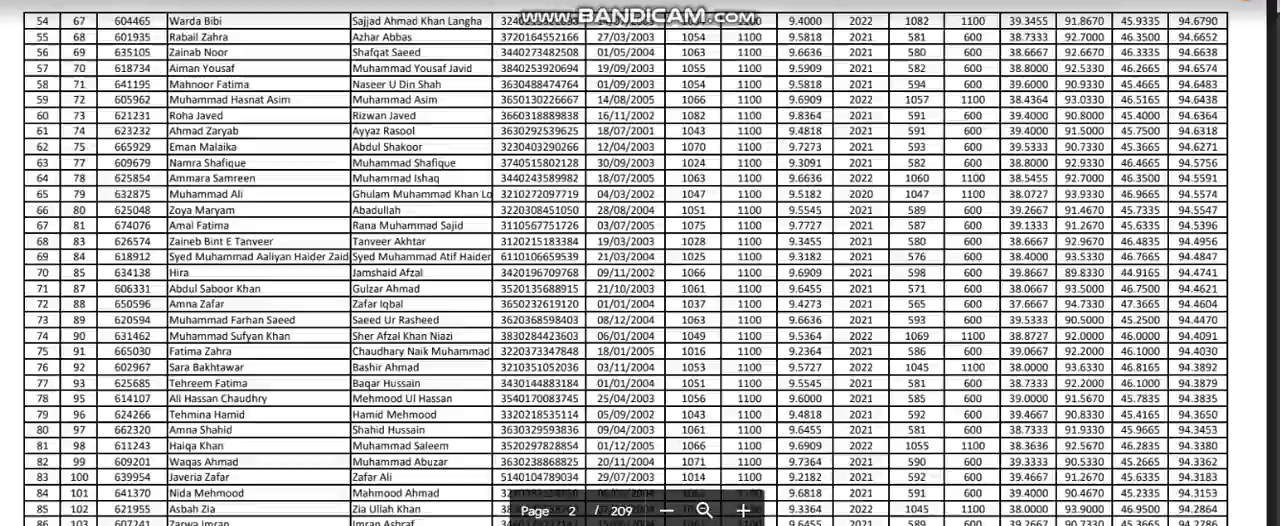 www.BANDICAM.com
54 67 604465 Warda Bibi Sajjad Ahmad Khan Langha 1100 9.4000 2022 1082 1100 39.3455 91.8670 45.9335 94.6790
55 68 601935 Rabail Zahra Azhar Abbas 3720164552166 27/03/2003 1054 1100 9.5818 2021 581 600 38.7333 92.7000 46.3500 94.6652
56 69 635105 Zainab Noor Shafqat Saeed 3440273482508 01/05/2004 1063 1100 9.6636 2021 580 600 38.6667 92.6670 46.3335 94.6638
57 70 618734 Aiman Yousaf Muhammad Yousaf Javid 3840253920694 19/09/2003 1055 1100 9.5909 2021 582 600 38.8000 92.5330 46.2665 94.6574
58 71 641195 Mahnoor Fatima Naseer U Din Shah 3630488474764 01/09/2003 1054 1100 9.5818 2021 594 600 39.6000 90.9330 45.4665 94.6483
59 72 605962 Muhammad Hasnat Asim Muhammad Asim 3650130226667 14/08/2005 1066 1100 9.6909 2022 1057 1100 38.4364 93.0330 46.5165 94.6438
60 73 621231 Roha Javed Rizwan Javed 3660318889838 16/11/2002 1082 1100 9.8364 2021 591 600 39.4000 90.8000 45.4000 94.6364
61 74 623232 Ahmad Zaryab Ayyaz Rasool 3630292539625 18/07/2001 1043 1100 9.4818 2021 591 600 39.4000 91.5000 45.7500 94.6318
62 75 665929 Eman Malaika Abdul Shakoor 3230403290266 12/04/2003 1070 1100 9.7273 2021 593 600 39.5333 90.7330 45.3665 94.6271
63 77 609679 Namra Shafique Muhammad Shafique 3740515802128 30/09/2003 1024 1100 9.3091 2021 582 600 38.8000 92.9330 46.4665 94.5756
64 78 625854 Ammara Samreen Muhammad Ishaq 3440243589982 18/07/2005 1063 1100 9.6636 2022 1060 1100 38.5455 92.7000 46.3500 94.5591
65 79 632875 Muhammad Ali Ghulam Muhammad Khan Lo 3210272097719 04/03/2002 1047 1100 9.5182 2020 1047 1100 38.0727 93.9330 46.9665 94.5574
66 80 625048 Zoya Maryam Abadullah 3220308451050 28/08/2004 1051 1100 9.5545 2021 589 600 39.2667 91.4670 45.7335 94.5547
67 81 674076 Amal Fatima Rana Muhammad Sajid 3110567751726 03/07/2005 1075 1100 9.7727 2021 587 600 39.1333 91.2670 45.6335 94.5396
68 83 626574 Zaineb Bint E Tanveer Tanveer Akhtar 3120215183384 19/03/2003 1028 1100 9.3455 2021 580 600 38.6667 92.9670 46.4835 94.4956
69 84 618912 Syed Muhammad Aaliyan Haider Zaid Syed Muhammad Atif Haider 6110106659539 21/03/2004 1025 1100 9.3182 2021 576 600 38.4000 93.5330 46.7665 94.4847
70 85 634138 Hira Jamshaid Afzal 3420196709768 09/11/2002 1066 1100 9.6909 2021 598 600 39.8667 89.8330 44.9165 94.4741
71 87 606331 Abdul Saboor Khan Gulzar Ahmad 3520135688915 21/10/2003 1061 1100 9.6455 2021 571 600 38.0667 93.5000 46.7500 94.4621
72 88 650596 Amna Zafar Zafar Iqbal 3650232619120 01/01/2004 1037 1100 9.4273 2021 565 600 37.6667 94.7330 47.3665 94.4604
73 89 620594 Muhammad Farhan Saeed Saeed Ur Rasheed 3620368598403 08/12/2004 1063 1100 9.6636 2021 593 600 39.5333 90.5000 45.2500 94.4470
74 90 631462 Muhammad Sufyan Khan Sher Afzal Khan Niazi 3830284423603 04/06/2004 1049 1100 9.5364 2022 1069 1100 38.8727 92.0000 46.0000 94.4091
75 91 665030 Fatima Zahra Chaudhary Naik Muhammad 3220373347848 18/01/2005 1016 1100 9.2364 2021 586 600 39.0667 92.2000 46.1000 94.4030
76 92 602967 Sara Bakhtawar Bashir Ahmad 3210351052036 03/11/2004 1053 1100 9.5727 2022 1045 1100 38.0000 93.6330 46.8165 94.3892
77 93 625685 Tehreem Fatima Baqar Hussain 3430144883184 01/01/2004 1051 1100 9.5545 2021 581 600 38.7333 92.2000 46.1000 94.3879
78 95 614107 Ali Hassan Chaudhry Mehmood Ul Hassan 3540170083745 25/04/2003 1056 1100 9.6000 2021 585 600 39.0000 91.5670 45.7835 94.3835
79 96 624266 Tehmina Hamid Hamid Mehmood 3320218535114 05/09/2002 1043 1100 9.4818 2021 592 600 39.4667 90.8330 45.4165 94.3650
80 97 662320 Amna Shahid Shahid Hussain 3630329593836 09/04/2003 1061 1100 9.6455 2021 581 600 38.7333 91.9330 45.9665 94.3453
81 98 611243 Haiqa Khan Muhammad Saleem 3520297828854 01/12/2005 1066 1100 9.6909 2022 1055 1100 38.3636 92.5670 46.2835 94.3380
82 99 609201 Waqas Ahmad Muhammad Abuzar 3630238868825 20/11/2004 1071 1100 9.7364 2021 590 600 39.3333 90.5330 45.2665 94.3362
83 100 639954 Javeria Zafar Zafar Ali 5140104789034 29/07/2003 1014 1100 9.2182 2021 592 600 39.4667 91.2670 45.6335 94.3183
84 101 641370 Nida Mehmood Mahmood Ahmad 9.6818 2021 591 600 39.4000 90.4670 45.2335 94.3153
85 102 621955 Asbah Zia Zia Ullah Khan 9.3364 2022 1045 1100 38.0000 93.9000 46.9500 94.2864
86 103 607241 Zarwa Imran Imran Ashraf 9.6455 2021 589 600
Page 2 / 209